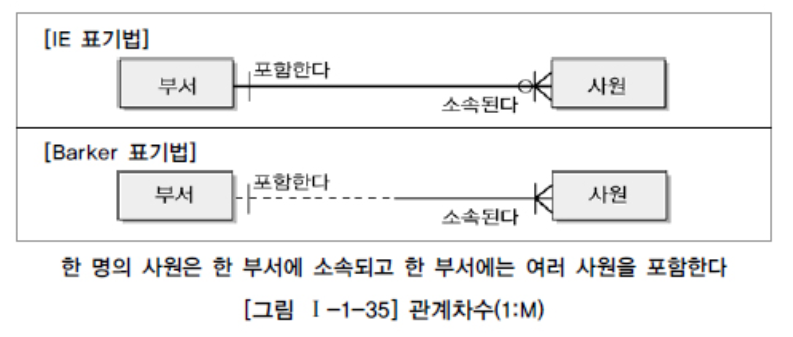 [IE 표기법]
부서
포함한다
소속된다
사원
[Barker 표기법]
부서
포함한다
소속된다
사원
한 명의 사원은 한 부서에 소속되고 한 부서에는 여러 사원을 포함한다
[그림 Ⅰ-1-35] 관계차수(1:M)